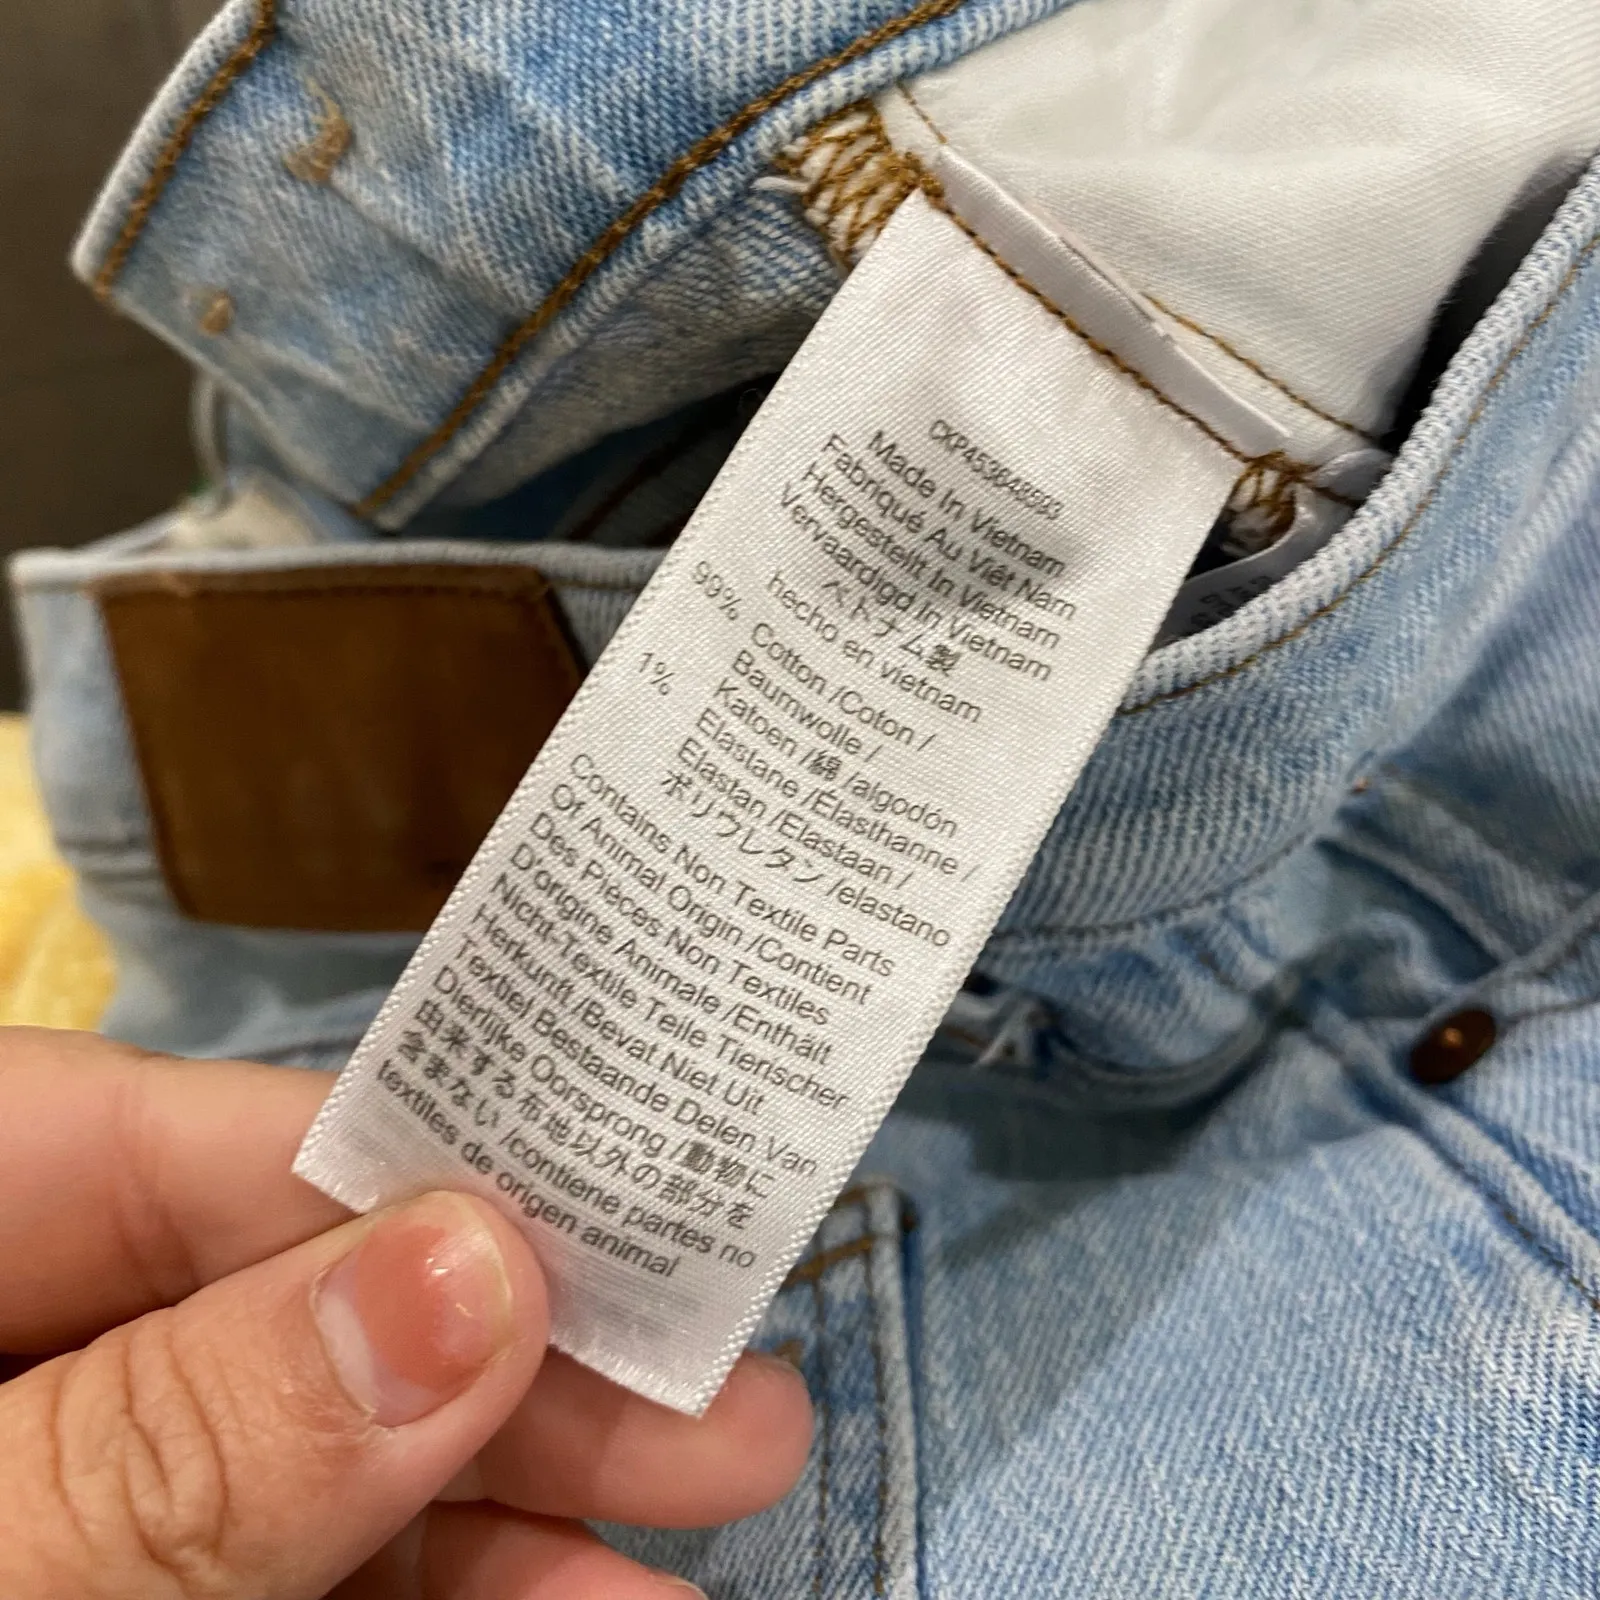 CKP453648593
Made In Vietnam
Fabriqué Au Viêt Nam
Hergestellt In Vietnam
Vervaardigd in Vietnam
ベトナム製
hecho en vietnam
99% Cotton /Coton /
Baumwolle /
Katoen /綿 /algodón
1% Elastane /Élasthanne /
Elastan /Elastaan /
ポリウレタン /elastano
Contains Non Textile Parts
Of Animal Origin /Contient
Des Pièces Non Textiles
D'origine Animale /Enthält
Nicht-Textile Teile Tierischer
Herkunft /Bevat Niet Uit
Textiel Bestaande Delen Van
Dierlijke Oorsprong /動物に
由来する布地以外の部分を
含まない /contiene partes no
textiles de origen animal